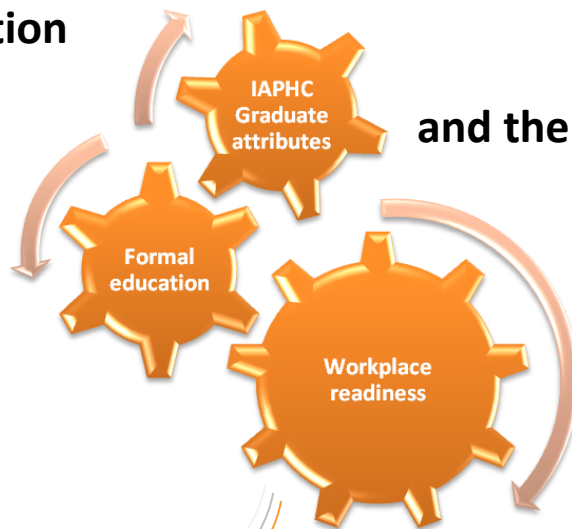 tion
IAPHC
Graduate
attributes
and the
Formal
education
Workplace
readiness